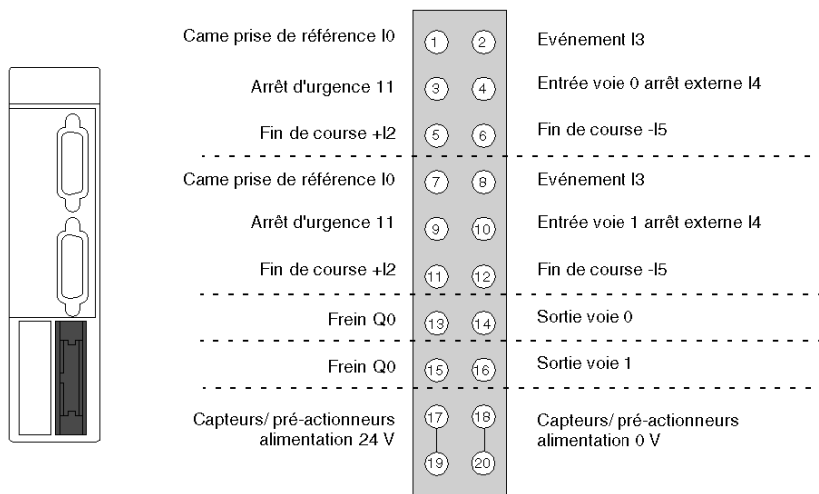 Came prise de référence I0 1 2 Evénement I3
Arrêt d'urgence 11 3 4 Entrée voie 0 arrêt externe I4
Fin de course +I2 5 6 Fin de course -I5
Came prise de référence I0 7 8 Evénement I3
Arrêt d'urgence 11 9 10 Entrée voie 1 arrêt externe I4
Fin de course +I2 11 12 Fin de course -I5
Frein Q0 13 14 Sortie voie 0
Frein Q0 15 16 Sortie voie 1
Capteurs/ pré-actionneurs 17 18 Capteurs/ pré-actionneurs
alimentation 24 V alimentation 0 V
19 20